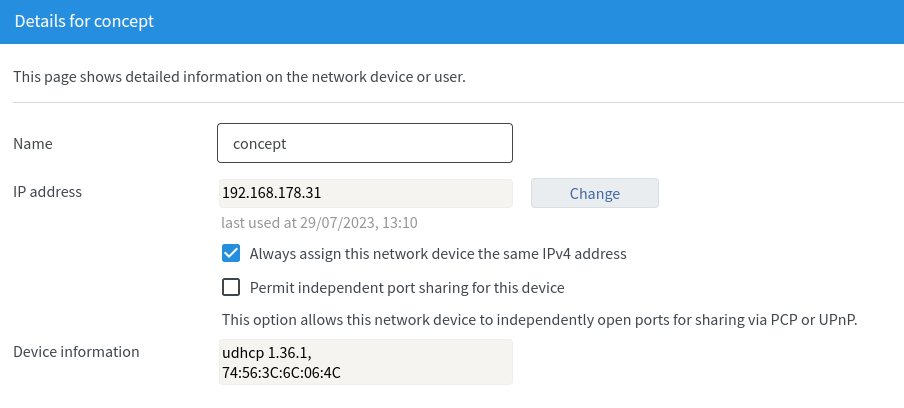 Details for concept
This page shows detailed information on the network device or user.
Name
concept
IP address
192.168.178.31
Change
last used at 29/07/2023, 13:10
Always assign this network device the same IPv4 address
Permit independent port sharing for this device
This option allows this network device to independently open ports for sharing via PCP or UPnP.
Device information
udhcp 1.36.1,
74:56:3C:6C:06:4C